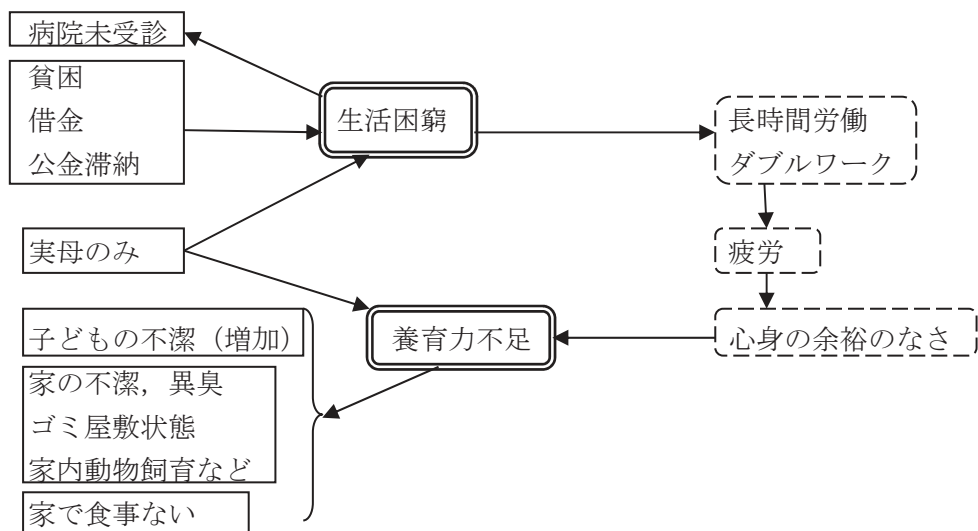 病院未受診
貧困
借金
公金滞納
生活困窮
長時間労働
ダブルワーク
実母のみ
疲労
子どもの不潔（増加）
養育力不足
心身の余裕のなさ
家の不潔，異臭
ゴミ屋敷状態
家内動物飼育など
家で食事ない